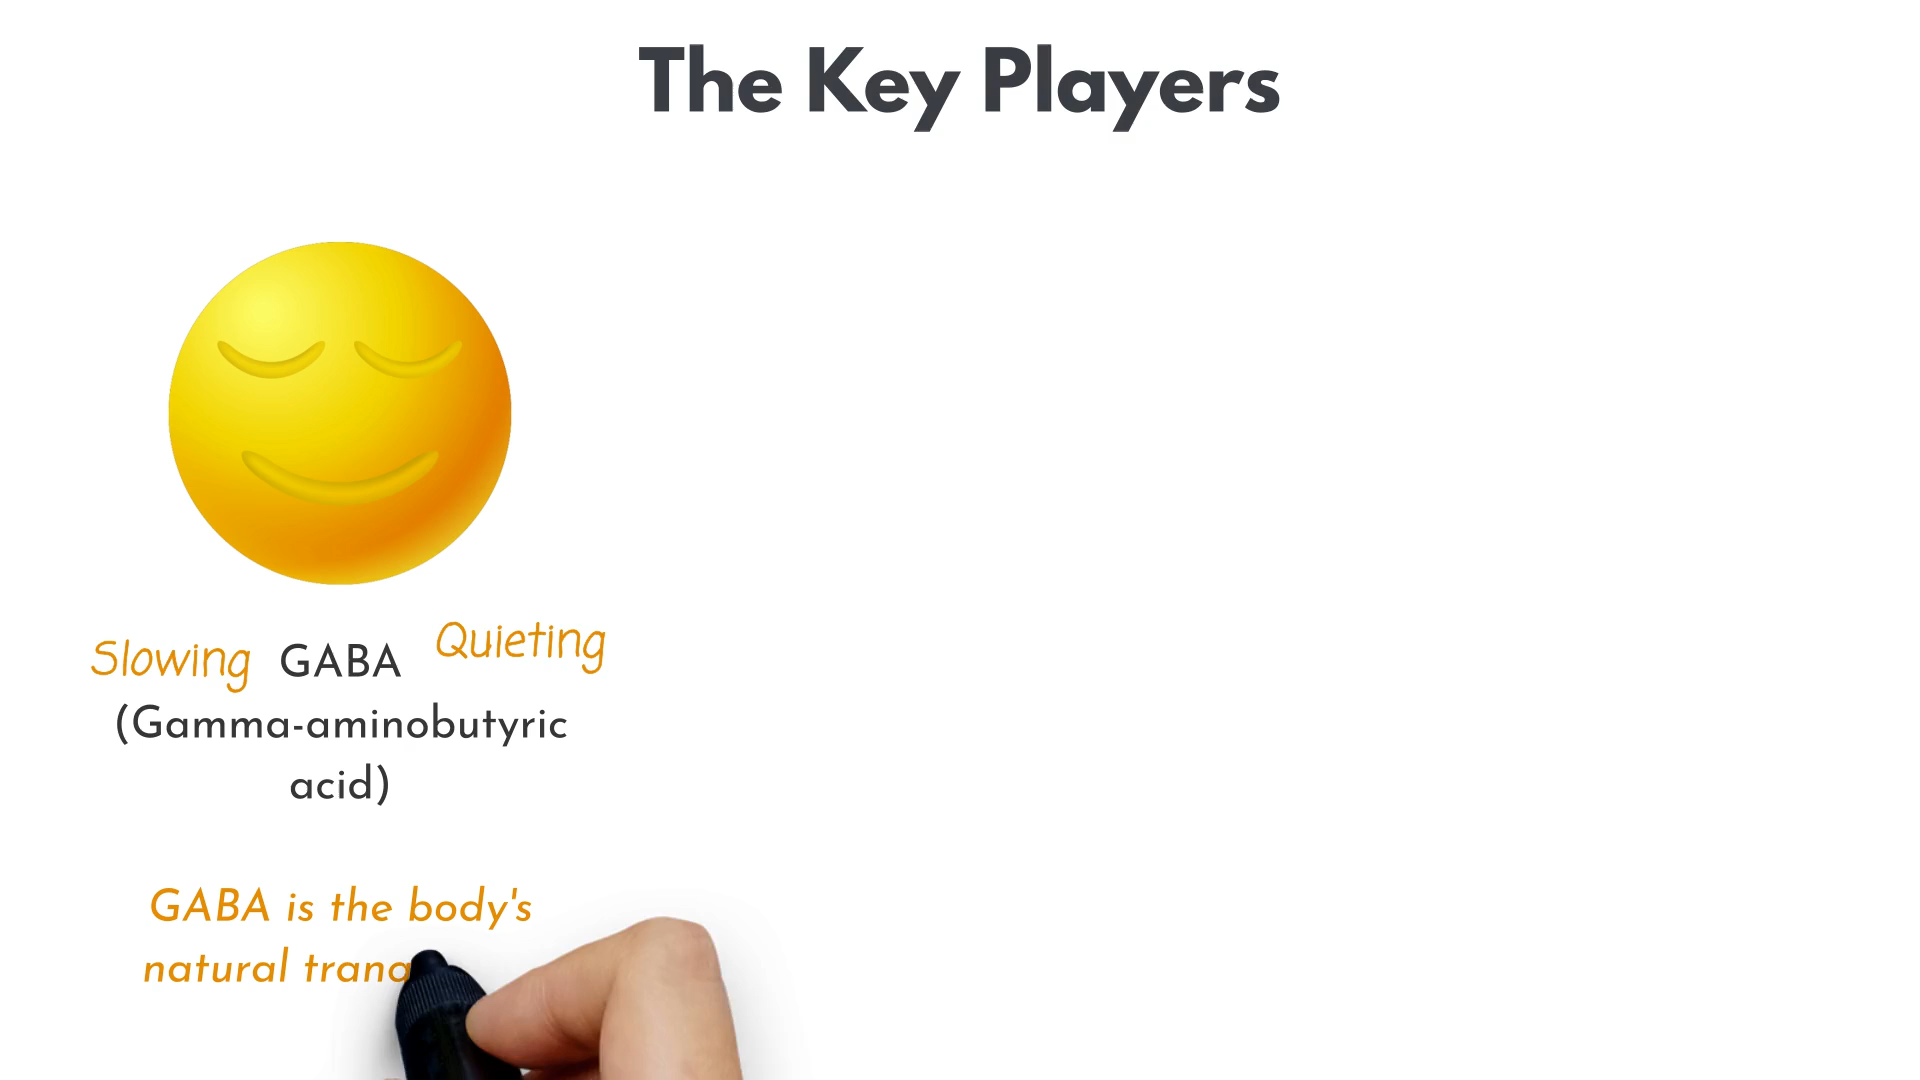 The Key Players
Slowing GABA Quieting
(Gamma-aminobutyric
acid)
GABA is the body's
natural